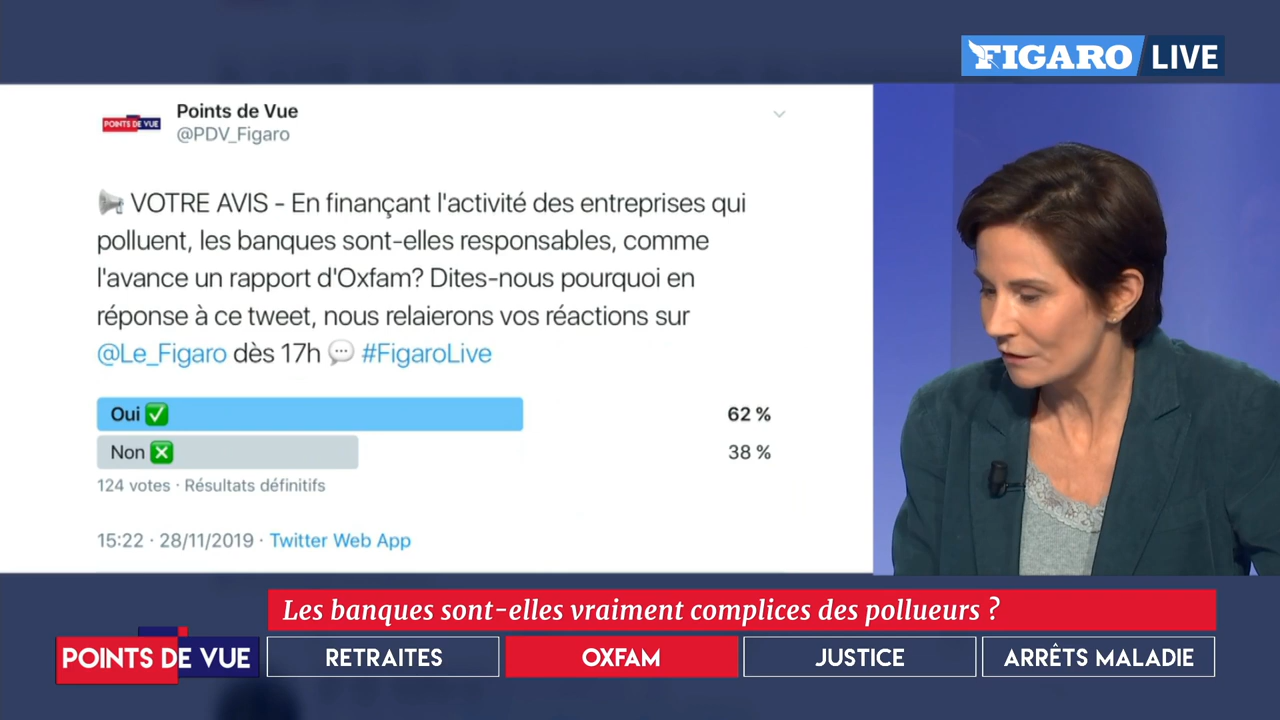 FIGARO LIVE
Points de Vue
POINTS DE VUE
@PDV_Figaro
VOTRE AVIS - En finançant l'activité des entreprises qui
polluent, les banques sont-elles responsables, comme
l'avance un rapport d'Oxfam? Dites-nous pourquoi en
réponse à ce tweet, nous relaierons vos réactions sur
@Le_Figaro dès 17h 💬 #FigaroLive
Oui ✅ 62 %
Non ❎ 38 %
124 votes · Résultats définitifs
15:22 · 28/11/2019 · Twitter Web App
Les banques sont-elles vraiment complices des pollueurs ?
POINTS DE VUE RETRAITES OXFAM JUSTICE ARRÊTS MALADIE